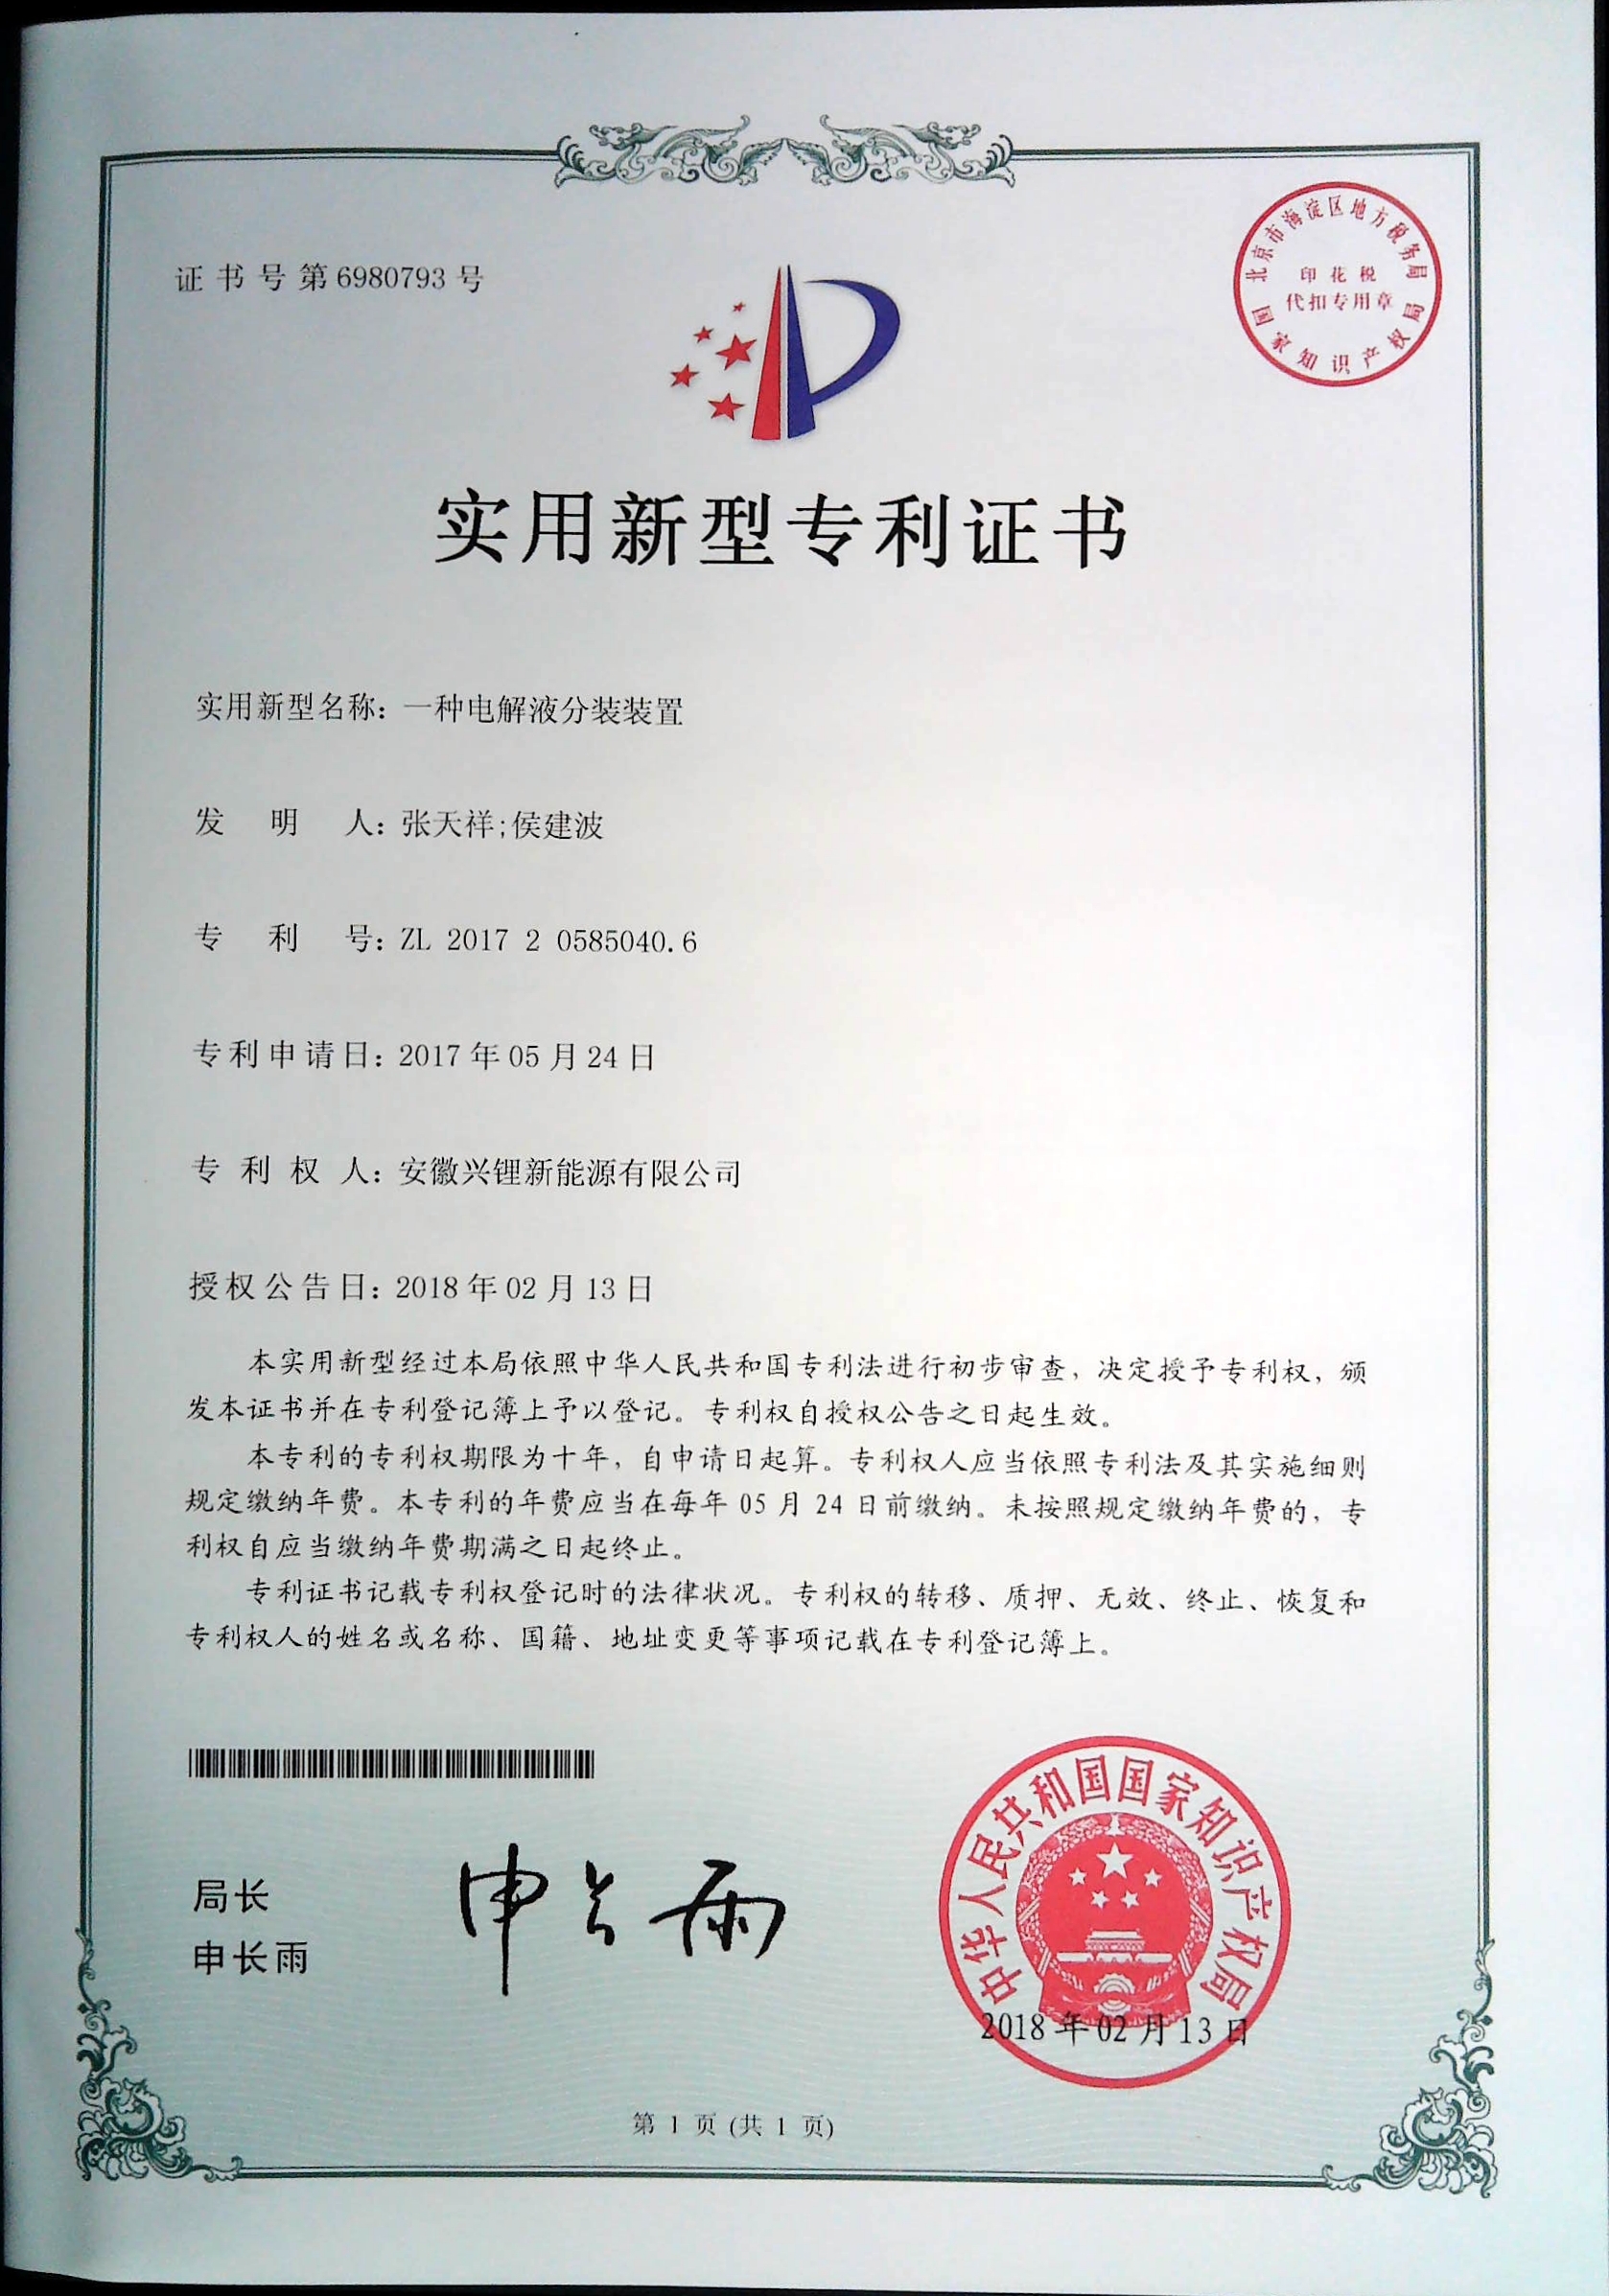 证书号第6980793号
北京市海淀区地方税务局
印花税
代扣专用章
国家知识产权局
实用新型专利证书
实用新型名称：一种电解液分装装置
发明人：张天祥;侯建波
专利号：ZL 2017 2 0585040.6
专利申请日：2017年05月24日
专利权人：安徽兴锂新能源有限公司
授权公告日：2018年02月13日
本实用新型经过本局依照中华人民共和国专利法进行初步审查，决定授予专利权，颁
发本证书并在专利登记簿上予以登记。专利权自授权公告之日起生效。
本专利的专利权期限为十年，自申请日起算。专利权人应当依照专利法及其实施细则
规定缴纳年费。本专利的年费应当在每年05月24日前缴纳。未按照规定缴纳年费的，专
利权自应当缴纳年费期满之日起终止。
专利证书记载专利权登记时的法律状况。专利权的转移、质押、无效、终止、恢复和
专利权人的姓名或名称、国籍、地址变更等事项记载在专利登记簿上。
局长
申长雨
申长雨
中华人民共和国国家知识产权局
2018年02月13日
第1页(共1页)